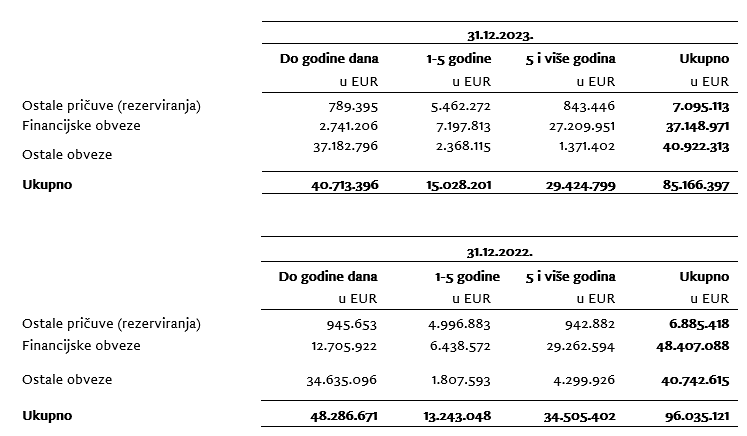 31.12.2023.
Do godine dana 1-5 godine 5 i više godina Ukupno
u EUR u EUR u EUR u EUR
Ostale pričuve (rezerviranja) 789.395 5.462.272 843.446 7.095.113
Financijske obveze 2.741.206 7.197.813 27.209.951 37.148.971
Ostale obveze 37.182.796 2.368.115 1.371.402 40.922.313
Ukupno 40.713.396 15.028.201 29.424.799 85.166.397
31.12.2022.
Do godine dana 1-5 godine 5 i više godina Ukupno
u EUR u EUR u EUR u EUR
Ostale pričuve (rezerviranja) 945.653 4.996.883 942.882 6.885.418
Financijske obveze 12.705.922 6.438.572 29.262.594 48.407.088
Ostale obveze 34.635.096 1.807.593 4.299.926 40.742.615
Ukupno 48.286.671 13.243.048 34.505.402 96.035.121